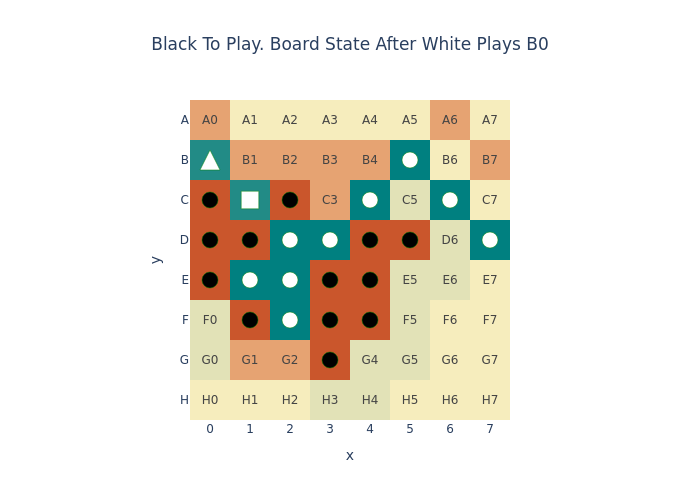 Black To Play. Board State After White Plays B0
A A0 A1 A2 A3 A4 A5 A6 A7
B B1 B2 B3 B4 B6 B7
C C3 C5 C7
D D6
E E5 E6 E7
F F0 F5 F6 F7
G G0 G1 G2 G4 G5 G6 G7
H H0 H1 H2 H3 H4 H5 H6 H7
0 1 2 3 4 5 6 7
x
y